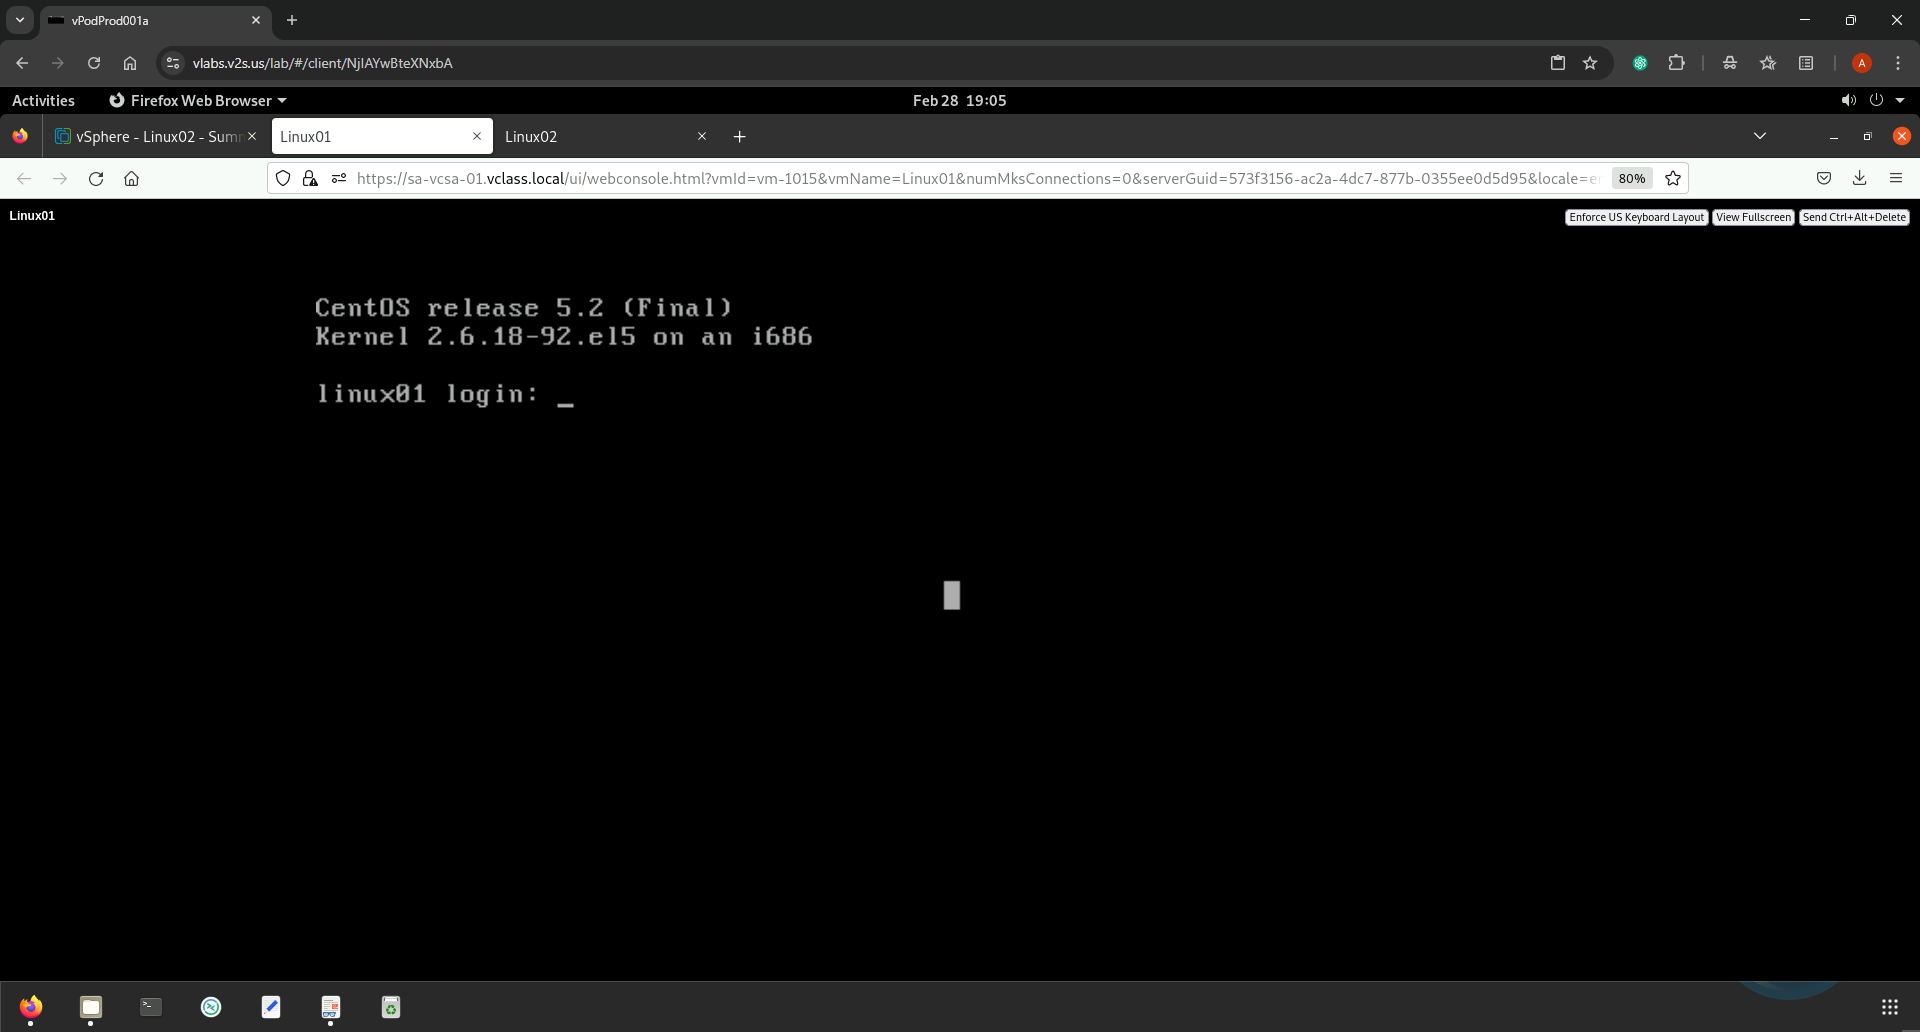 vPodProd001a
vlabs.v2s.us/lab/#/client/NjIAYwBteXNxbA
A
Activities
Firefox Web Browser
Feb 28 19:05
vSphere - Linux02 - Sum
Linux01
Linux02
https://sa-vcsa-01.vclass.local/ui/webconsole.html?vmId=vm-1015&vmName=Linux01&numMksConnections=0&serverGuid=573f3156-ac2a-4dc7-877b-0355ee0d5d95&locale=e
80%
Linux01
Enforce US Keyboard Layout
View Fullscreen
Send Ctrl+Alt+Delete
CentOS release 5.2 (Final)
Kernel 2.6.18-92.el5 on an i686
linux01 login: _